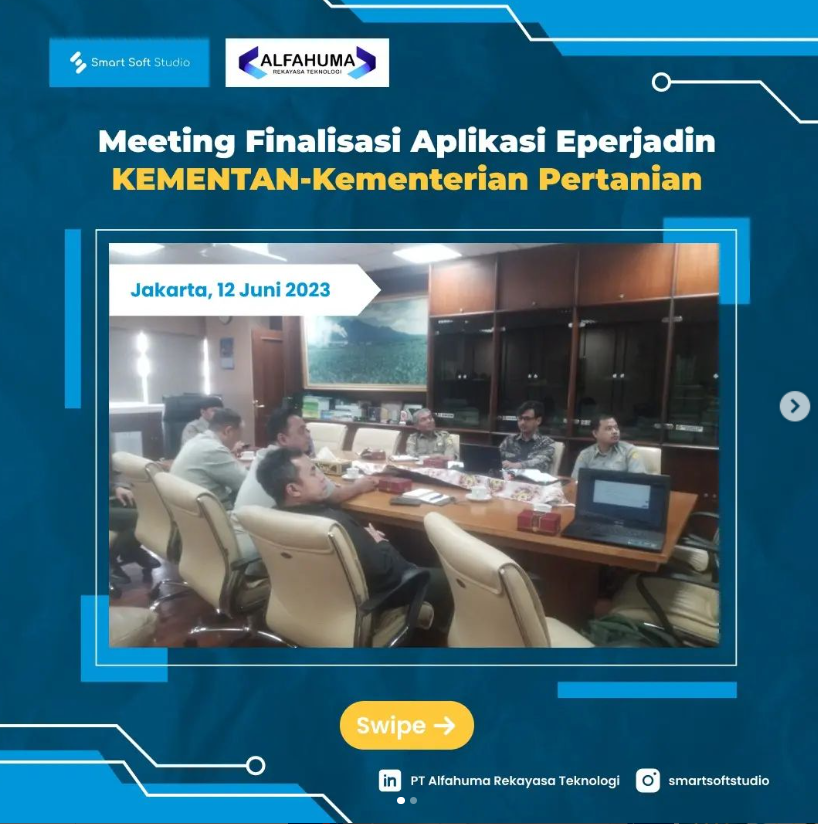 Smart Soft Studio
ALFAHUMA
REKAYASA TEKNOLOGI
Meeting Finalisasi Aplikasi Eperjadin
KEMENTAN-Kementerian Pertanian
Jakarta, 12 Juni 2023
Swipe
in PT Alfahuma Rekayasa Teknologi smartsoftstudio